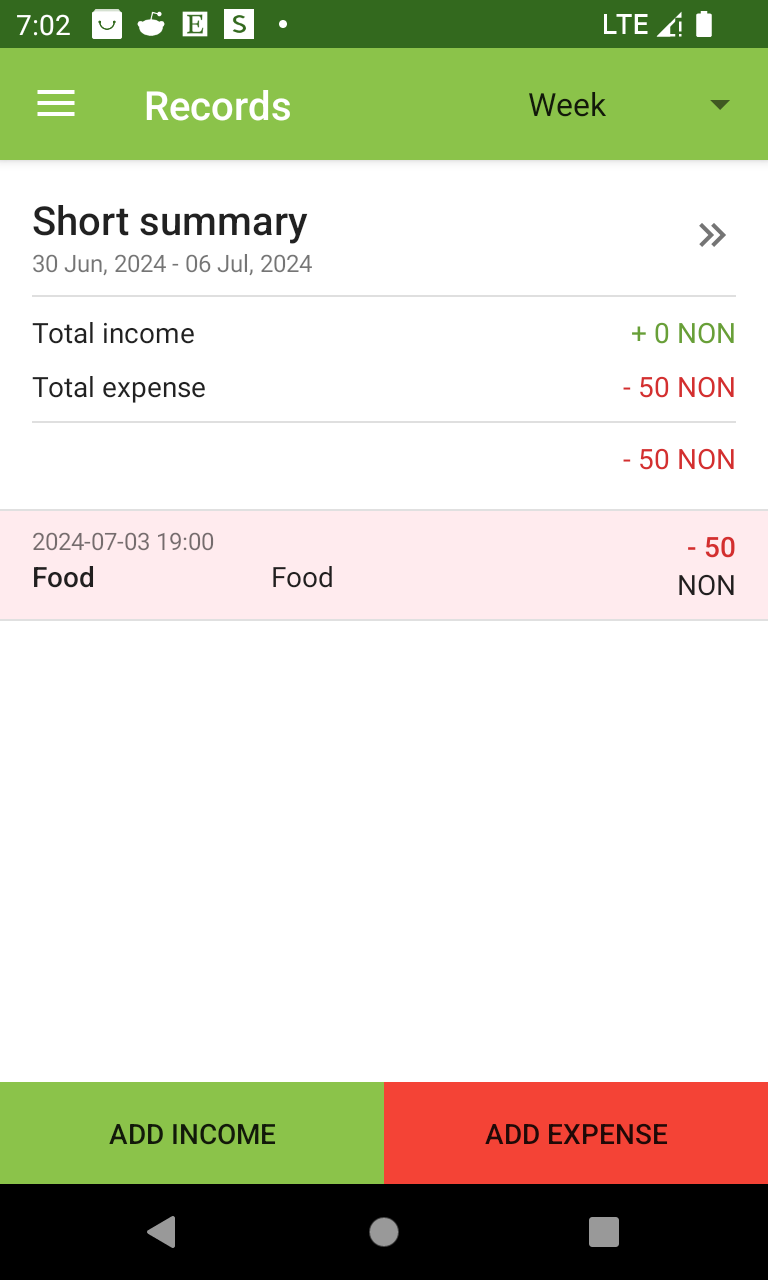 7:02 E S LTE
Records Week
Short summary
30 Jun, 2024 - 06 Jul, 2024
Total income + 0 NON
Total expense - 50 NON
- 50 NON
2024-07-03 19:00 - 50
Food Food NON
ADD INCOME ADD EXPENSE